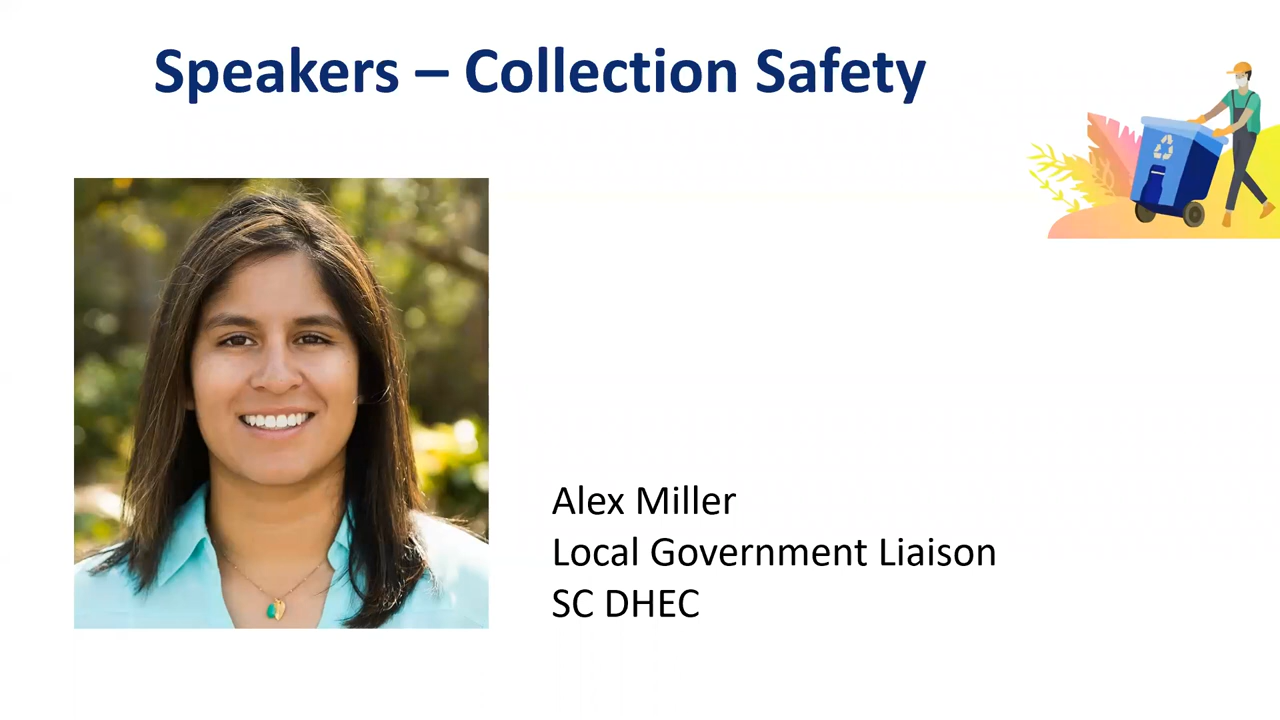 Speakers – Collection Safety
Alex Miller
Local Government Liaison
SC DHEC